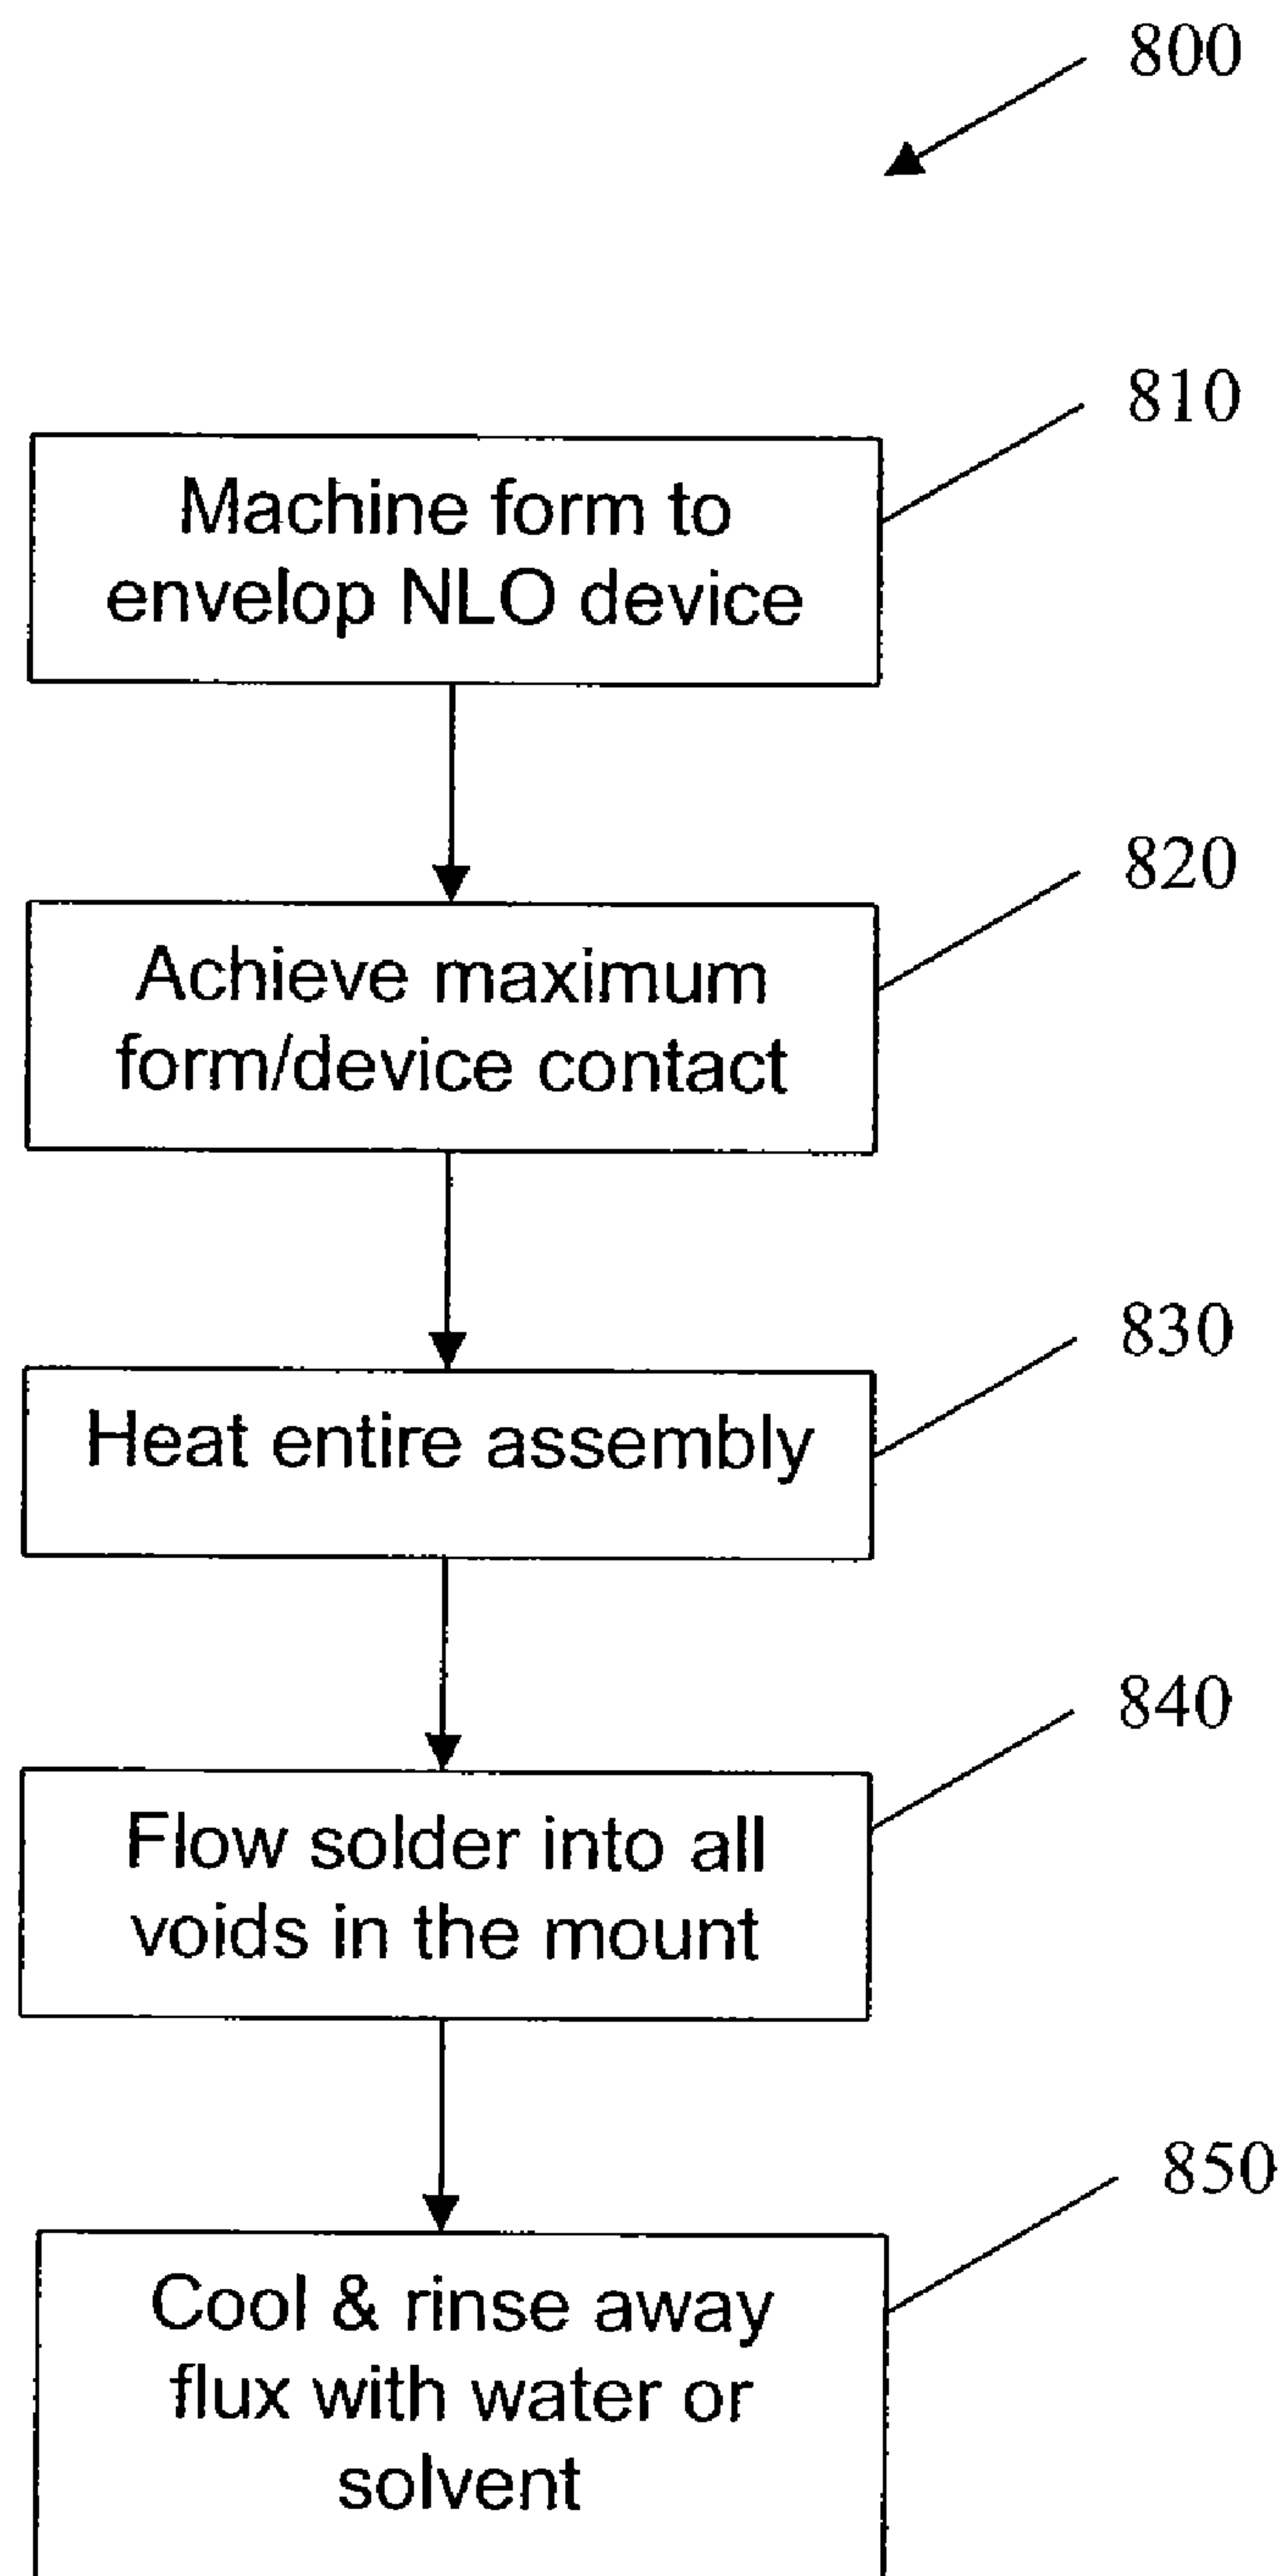 800
810
Machine form to
envelop NLO device
820
Achieve maximum
form/device contact
830
Heat entire assembly
840
Flow solder into all
voids in the mount
850
Cool & rinse away
flux with water or
solvent